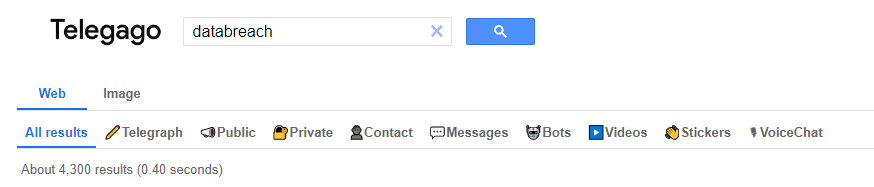 Telegago databreach
Web Image
All results Telegraph Public Private Contact Messages Bots Videos Stickers VoiceChat
About 4,300 results (0.40 seconds)